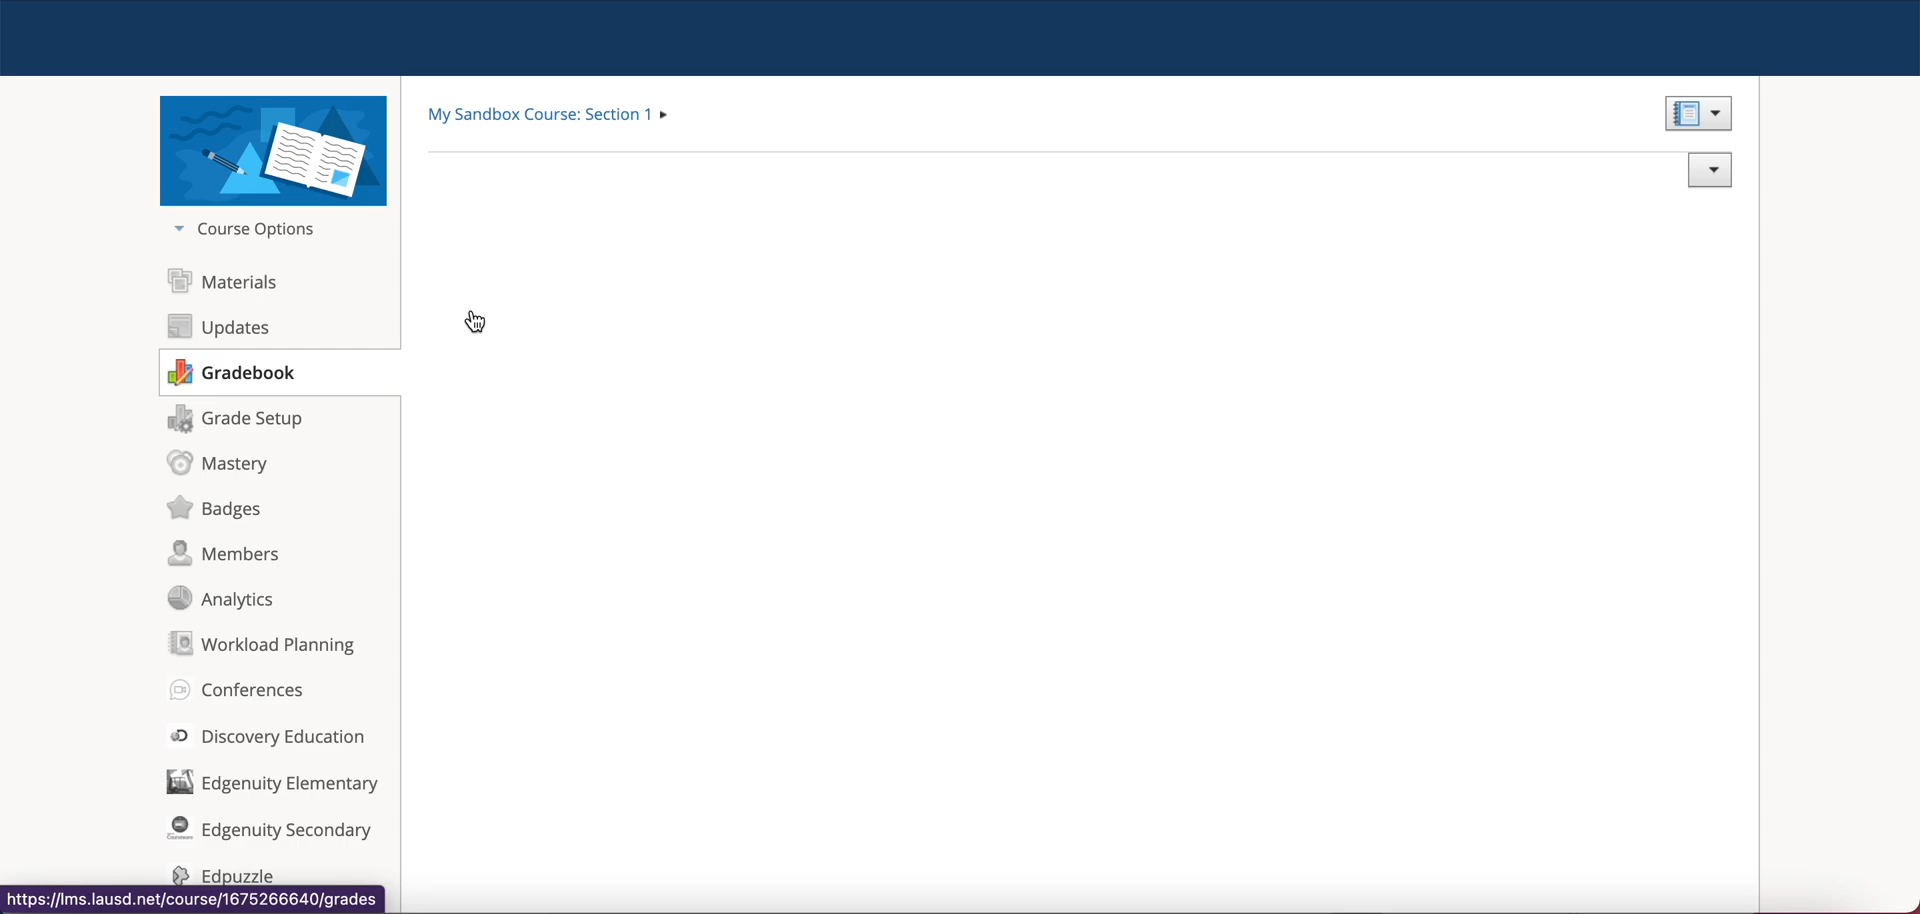 My Sandbox Course: Section 1
Course Options
Materials
Updates
Gradebook
Grade Setup
Mastery
Badges
Members
Analytics
Workload Planning
Conferences
Discovery Education
Edgenuity Elementary
Edgenuity Secondary
Edpuzzle
https://lms.lausd.net/course/1675266640/grades